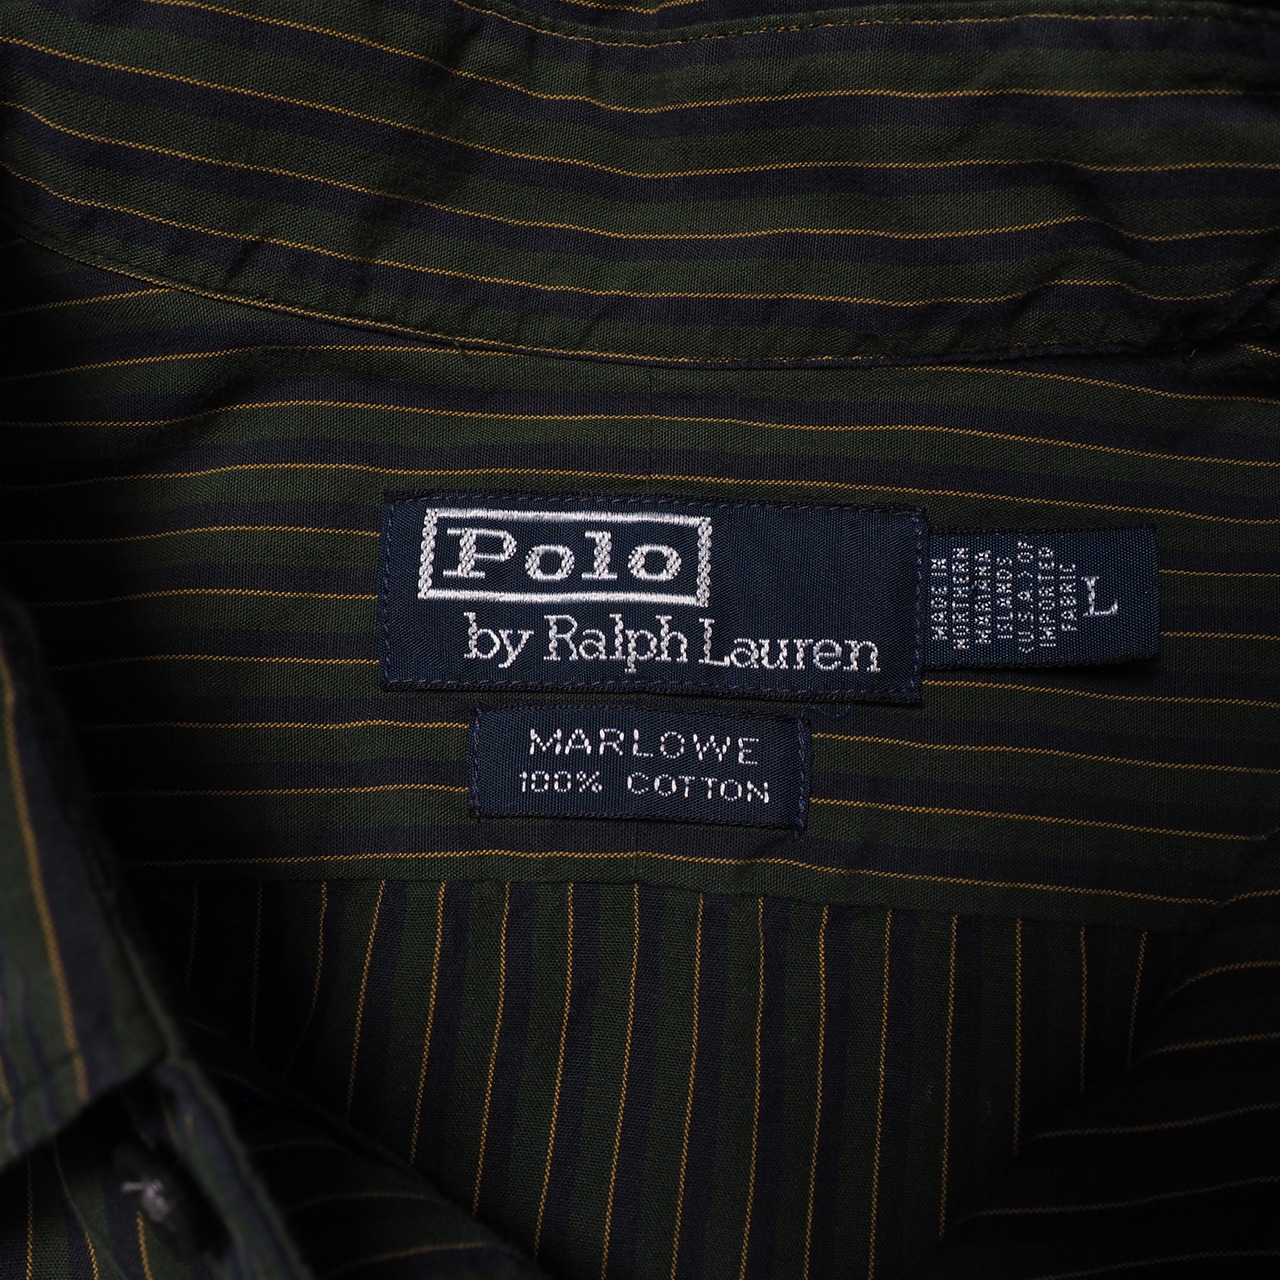 Polo
by Ralph Lauren
MADE IN
NORTHERN
MARIANA
ISLANDS
(U.S.A.) OF
IMPORTED
FABRIC
L
MARLOWE
100% COTTON